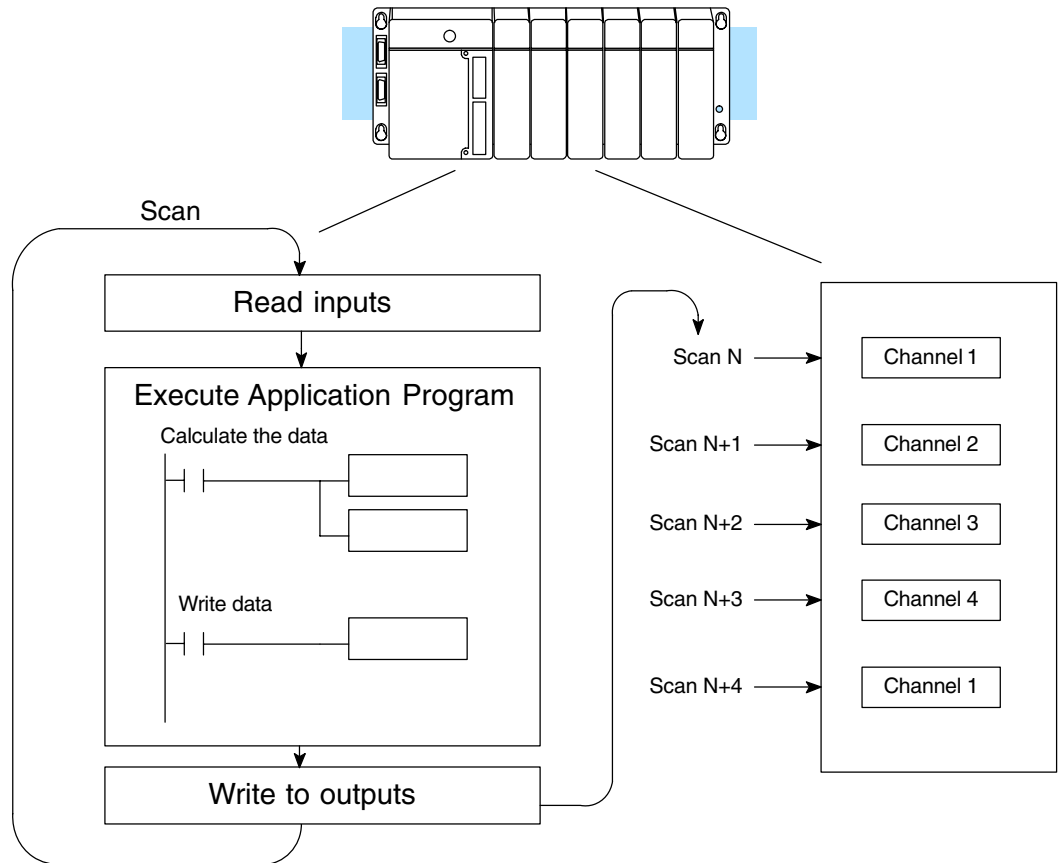 Scan
Read inputs
Execute Application Program
Calculate the data
Write data
Write to outputs
Scan N
Channel 1
Scan N+1
Channel 2
Scan N+2
Channel 3
Scan N+3
Channel 4
Scan N+4
Channel 1